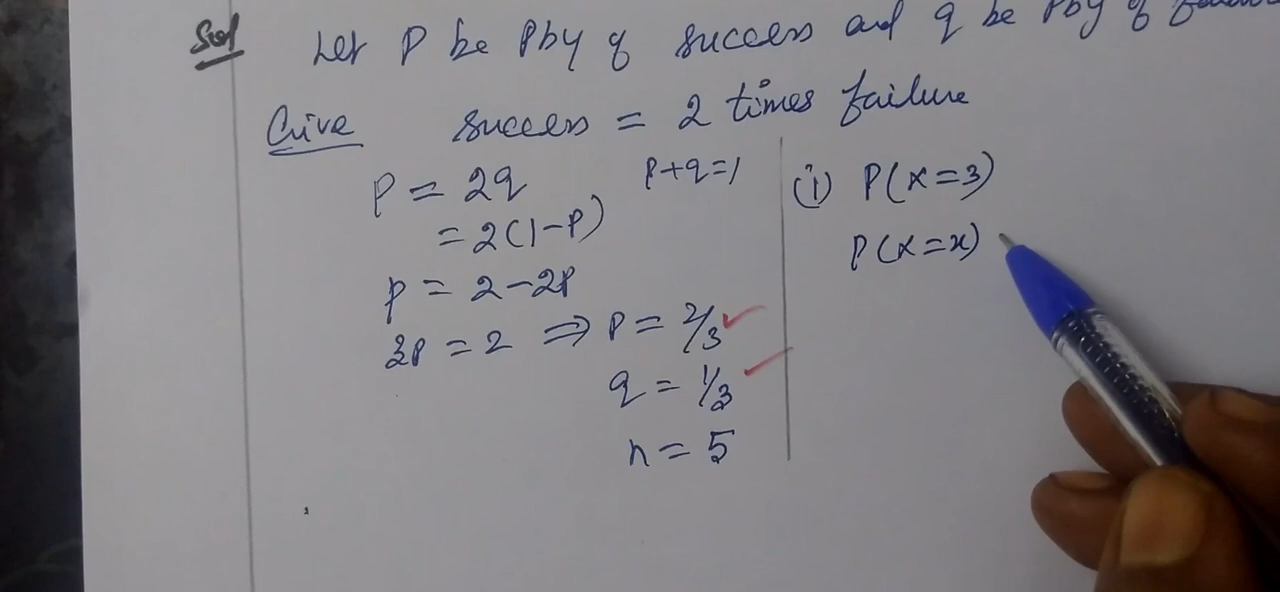 Sol Let P be Pby of success and q be Pby of failure
Give success = 2 times failure
P = 2q P+q=1
= 2(1-P)
P = 2-2P
3P = 2 ⇒ P = 2/3
q = 1/3
n = 5
(i) P(X=3)
P(X=x)